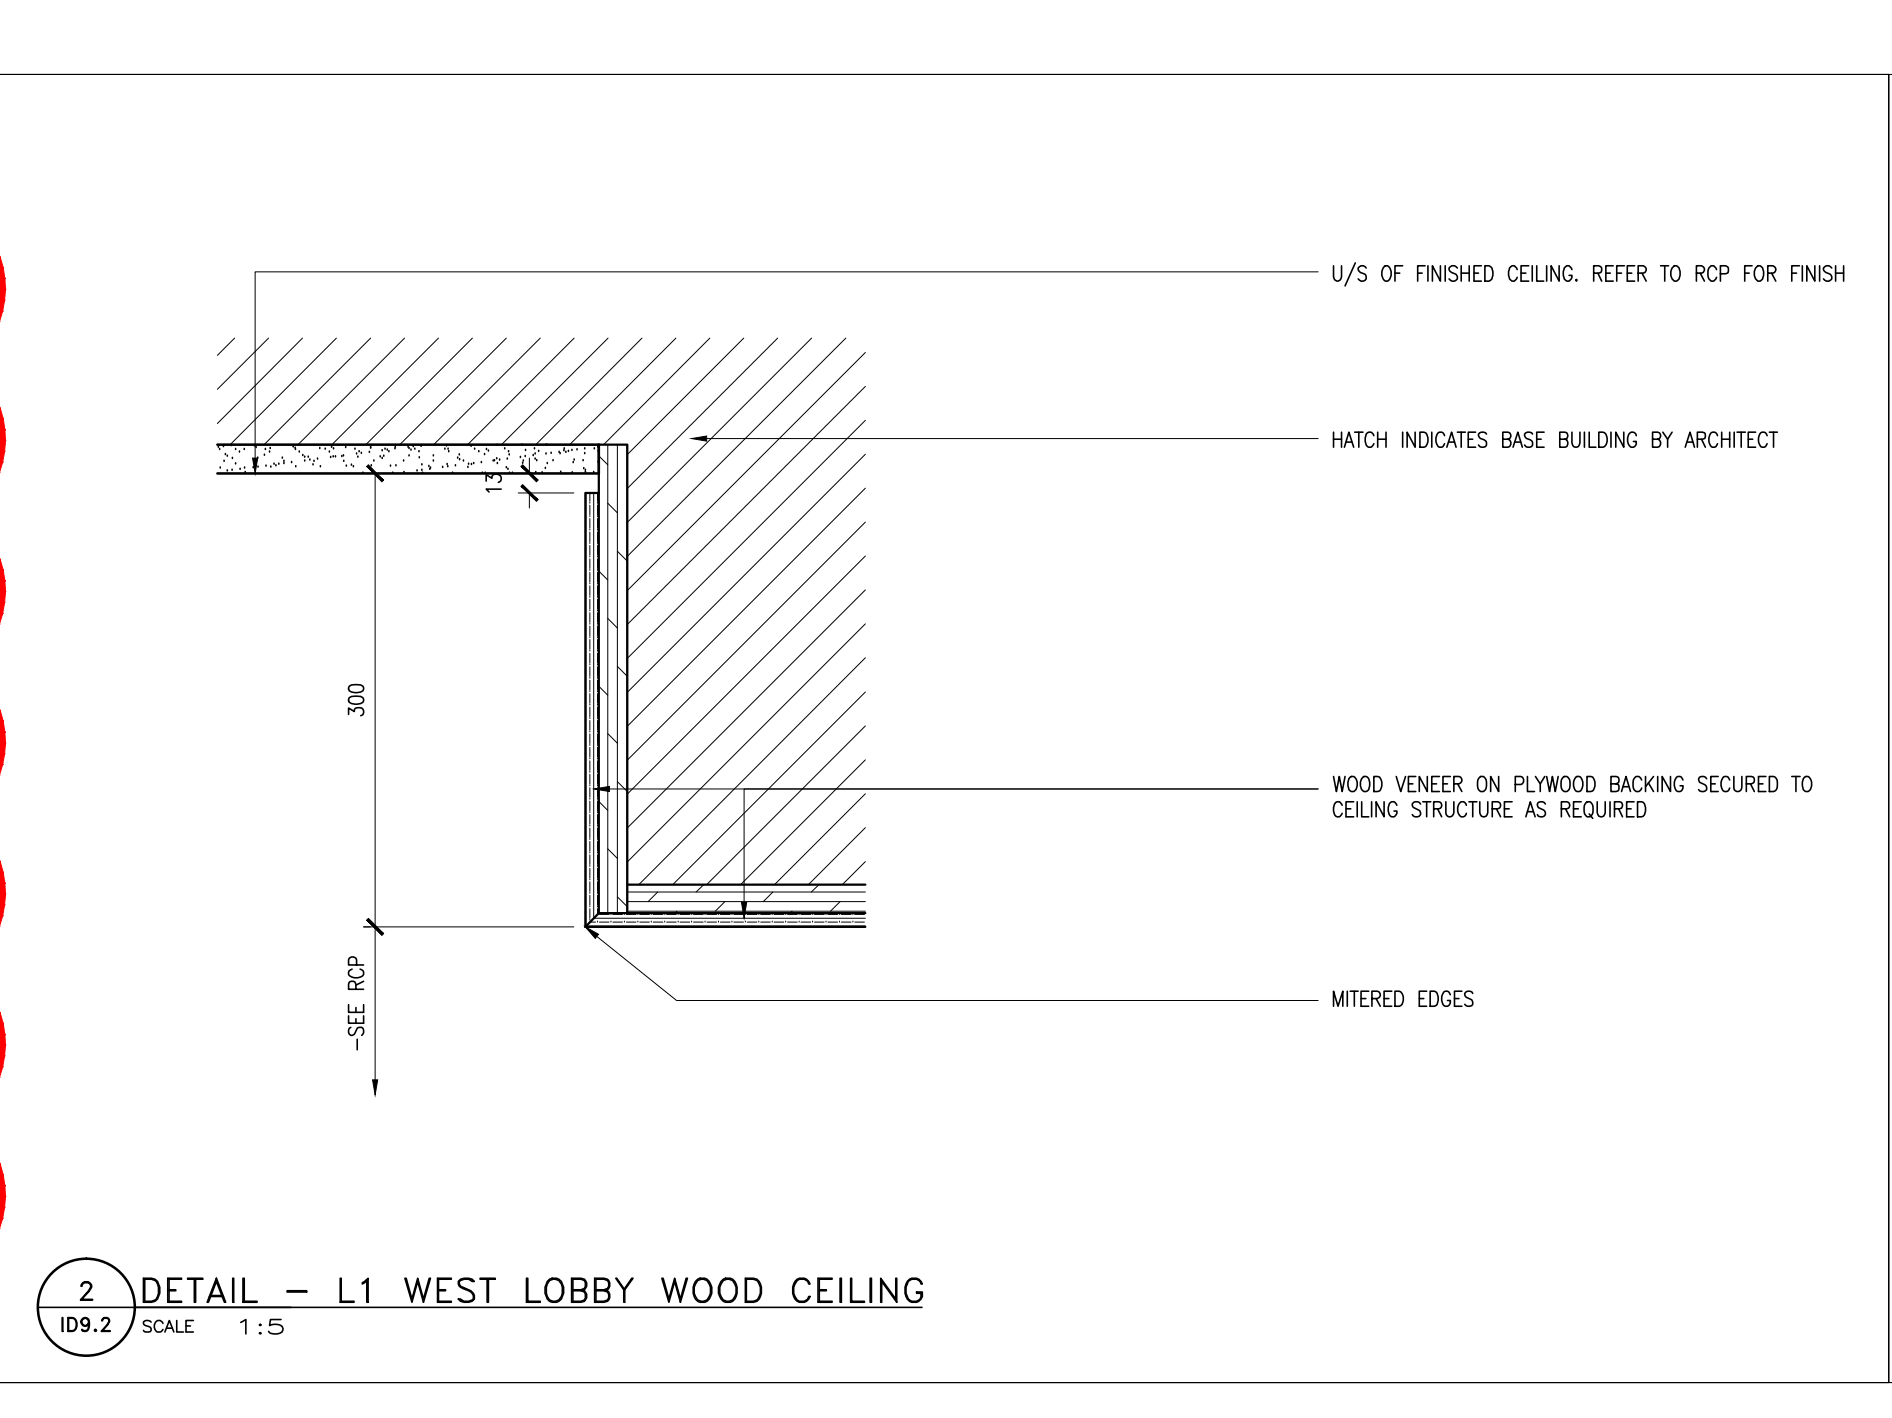 U/S OF FINISHED CEILING. REFER TO RCP FOR FINISH
HATCH INDICATES BASE BUILDING BY ARCHITECT
13
300
WOOD VENEER ON PLYWOOD BACKING SECURED TO
CEILING STRUCTURE AS REQUIRED
-SEE RCP
MITERED EDGES
2
DETAIL - L1 WEST LOBBY WOOD CEILING
ID9.2
SCALE 1:5